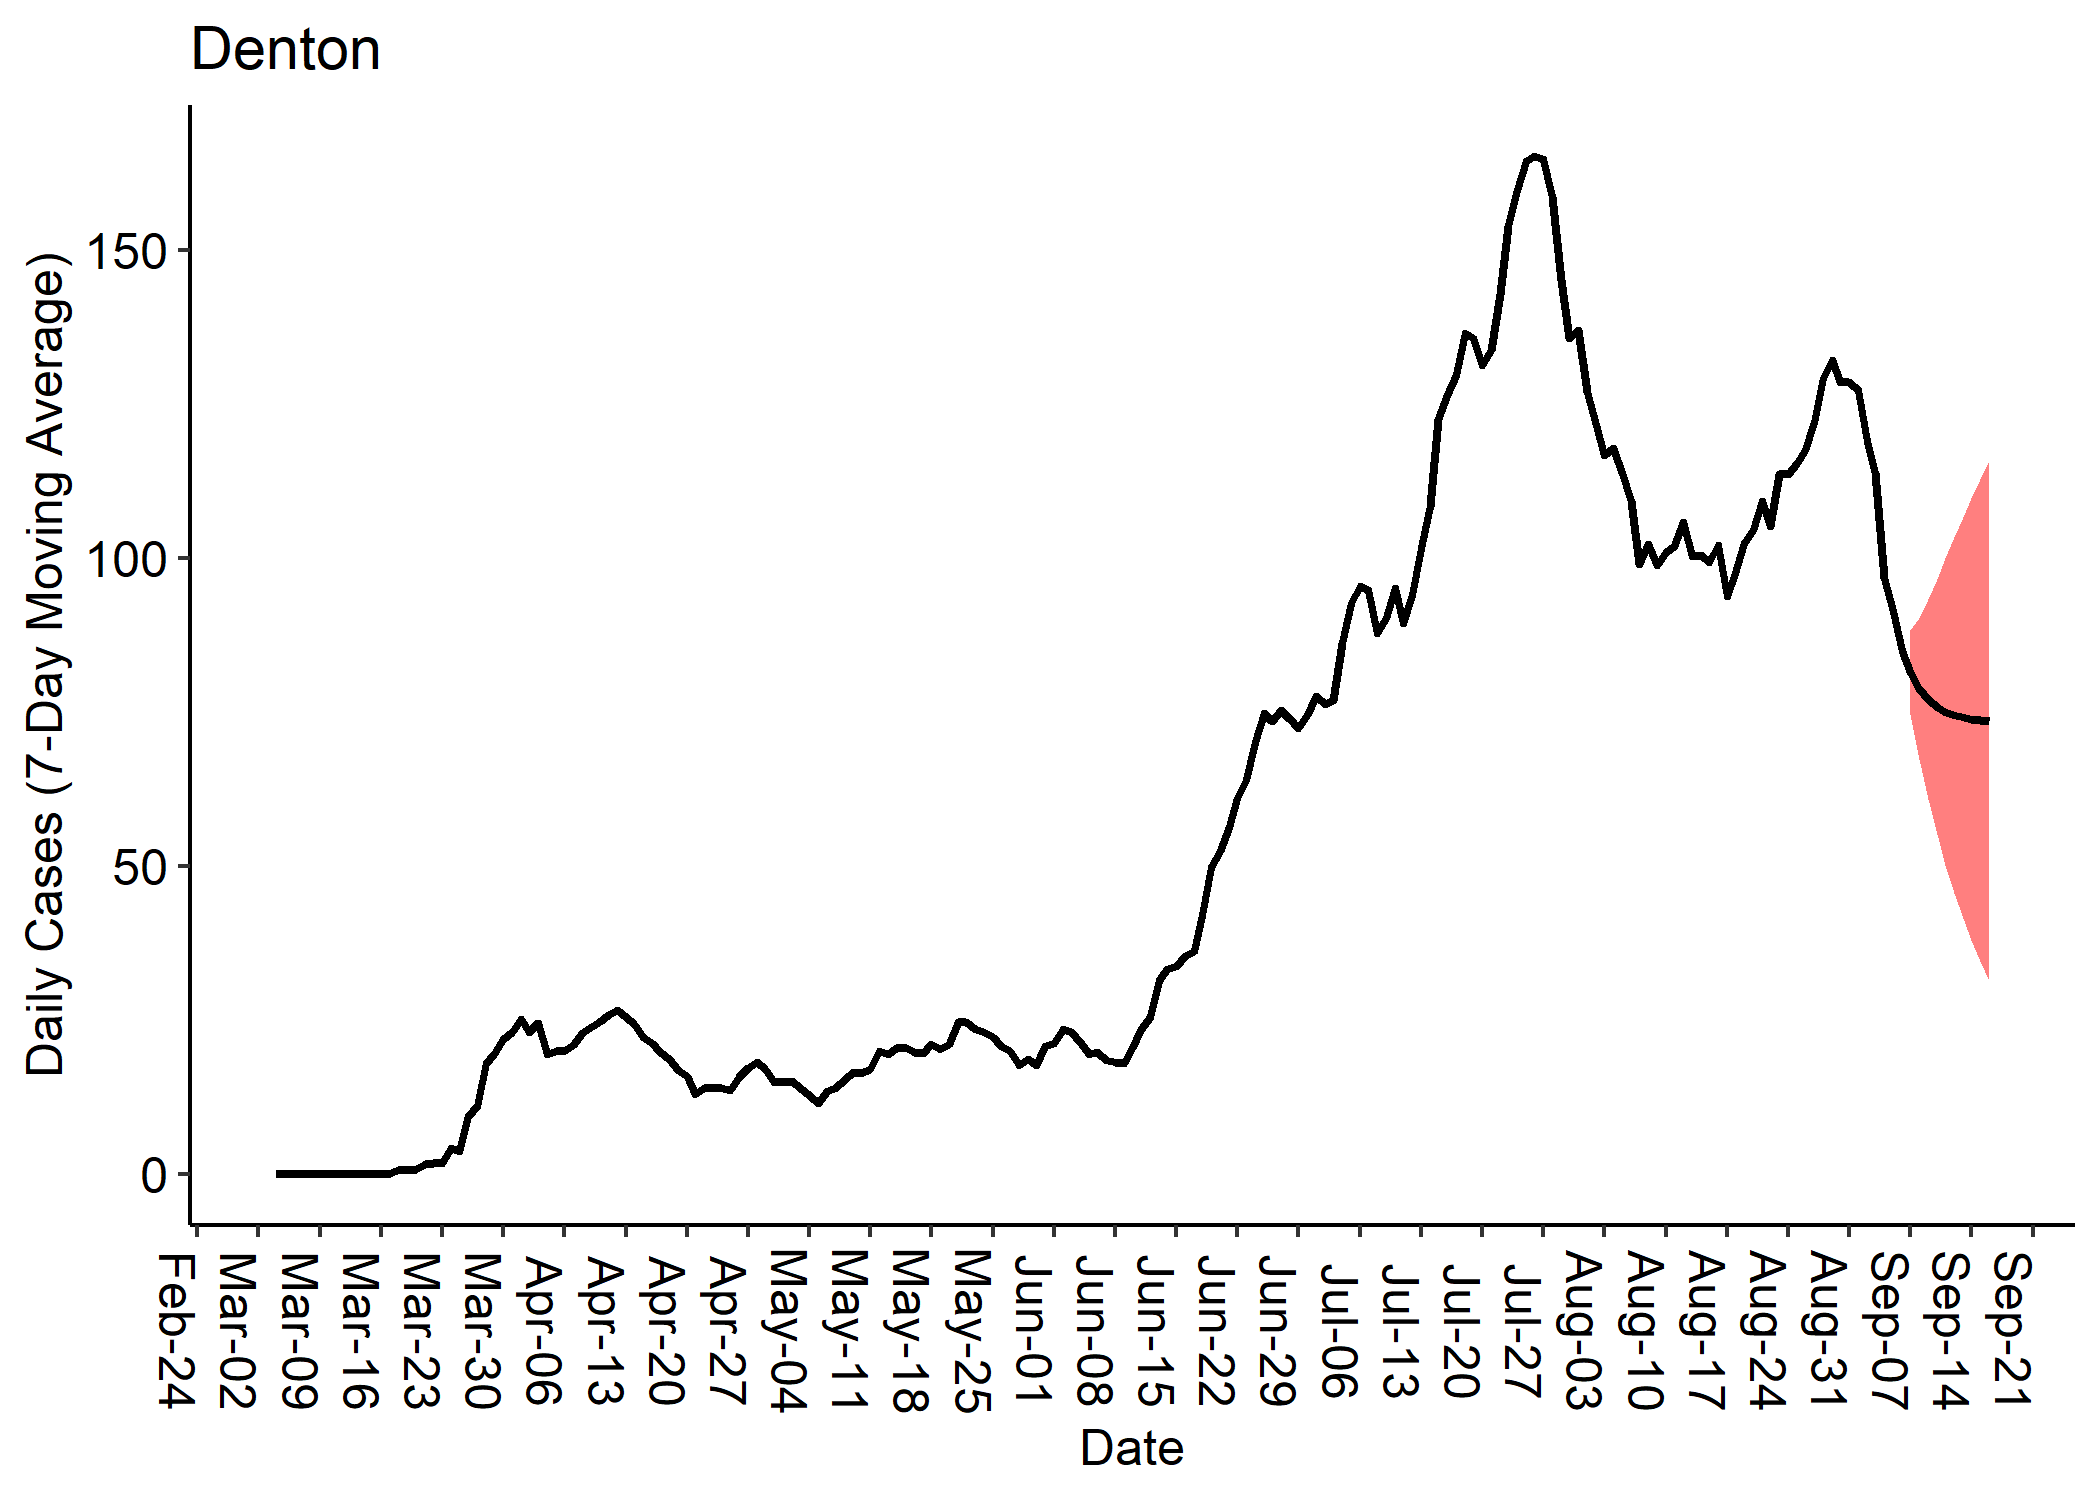 Denton
Daily Cases (7-Day Moving Average)
150
100
50
0
Feb-24
Mar-02
Mar-09
Mar-16
Mar-23
Mar-30
Apr-06
Apr-13
Apr-20
Apr-27
May-04
May-11
May-18
May-25
Jun-01
Jun-08
Jun-15
Jun-22
Jun-29
Jul-06
Jul-13
Jul-20
Jul-27
Aug-03
Aug-10
Aug-17
Aug-24
Aug-31
Sep-07
Sep-14
Sep-21
Date